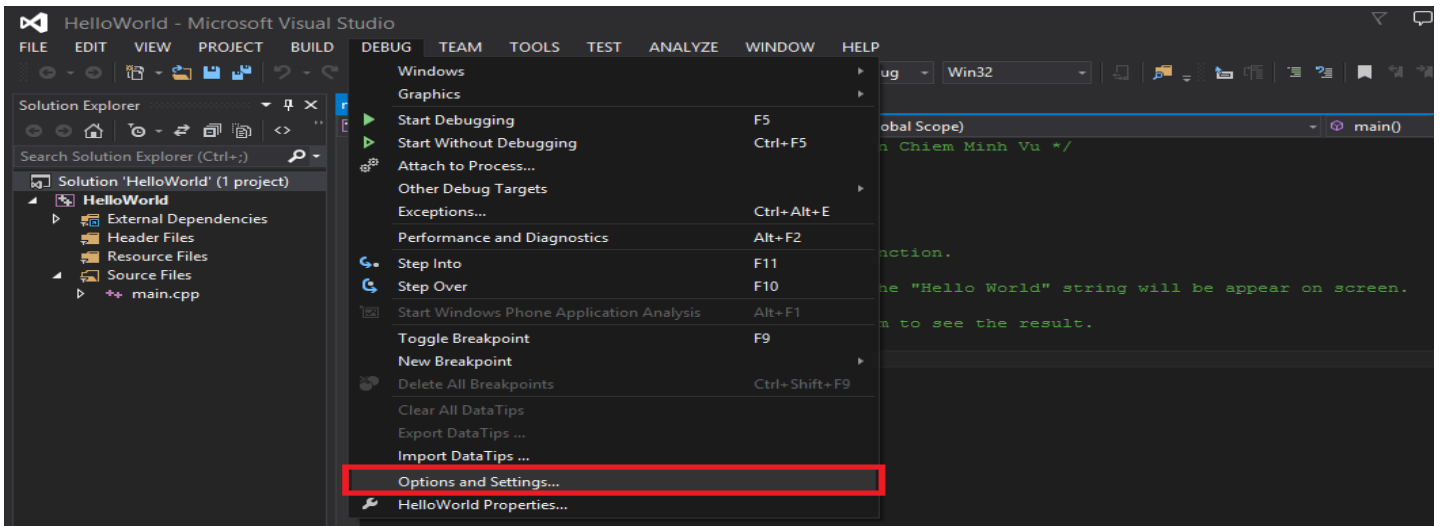 HelloWorld - Microsoft Visual Studio
FILE EDIT VIEW PROJECT BUILD DEBUG TEAM TOOLS TEST ANALYZE WINDOW HELP
ug Win32
Solution Explorer
Search Solution Explorer (Ctrl+;)
Solution 'HelloWorld' (1 project)
HelloWorld
External Dependencies
Header Files
Resource Files
Source Files
main.cpp
Windows
Graphics
Start Debugging F5
Start Without Debugging Ctrl+F5
Attach to Process...
Other Debug Targets
Exceptions... Ctrl+Alt+E
Performance and Diagnostics Alt+F2
Step Into F11
Step Over F10
Start Windows Phone Application Analysis Alt+F1
Toggle Breakpoint F9
New Breakpoint
Delete All Breakpoints Ctrl+Shift+F9
Clear All DataTips
Export DataTips ...
Import DataTips ...
Options and Settings...
HelloWorld Properties...
obal Scope) main()
n Chiem Minh Vu */
nction.
he "Hello World" string will be appear on screen.
m to see the result.